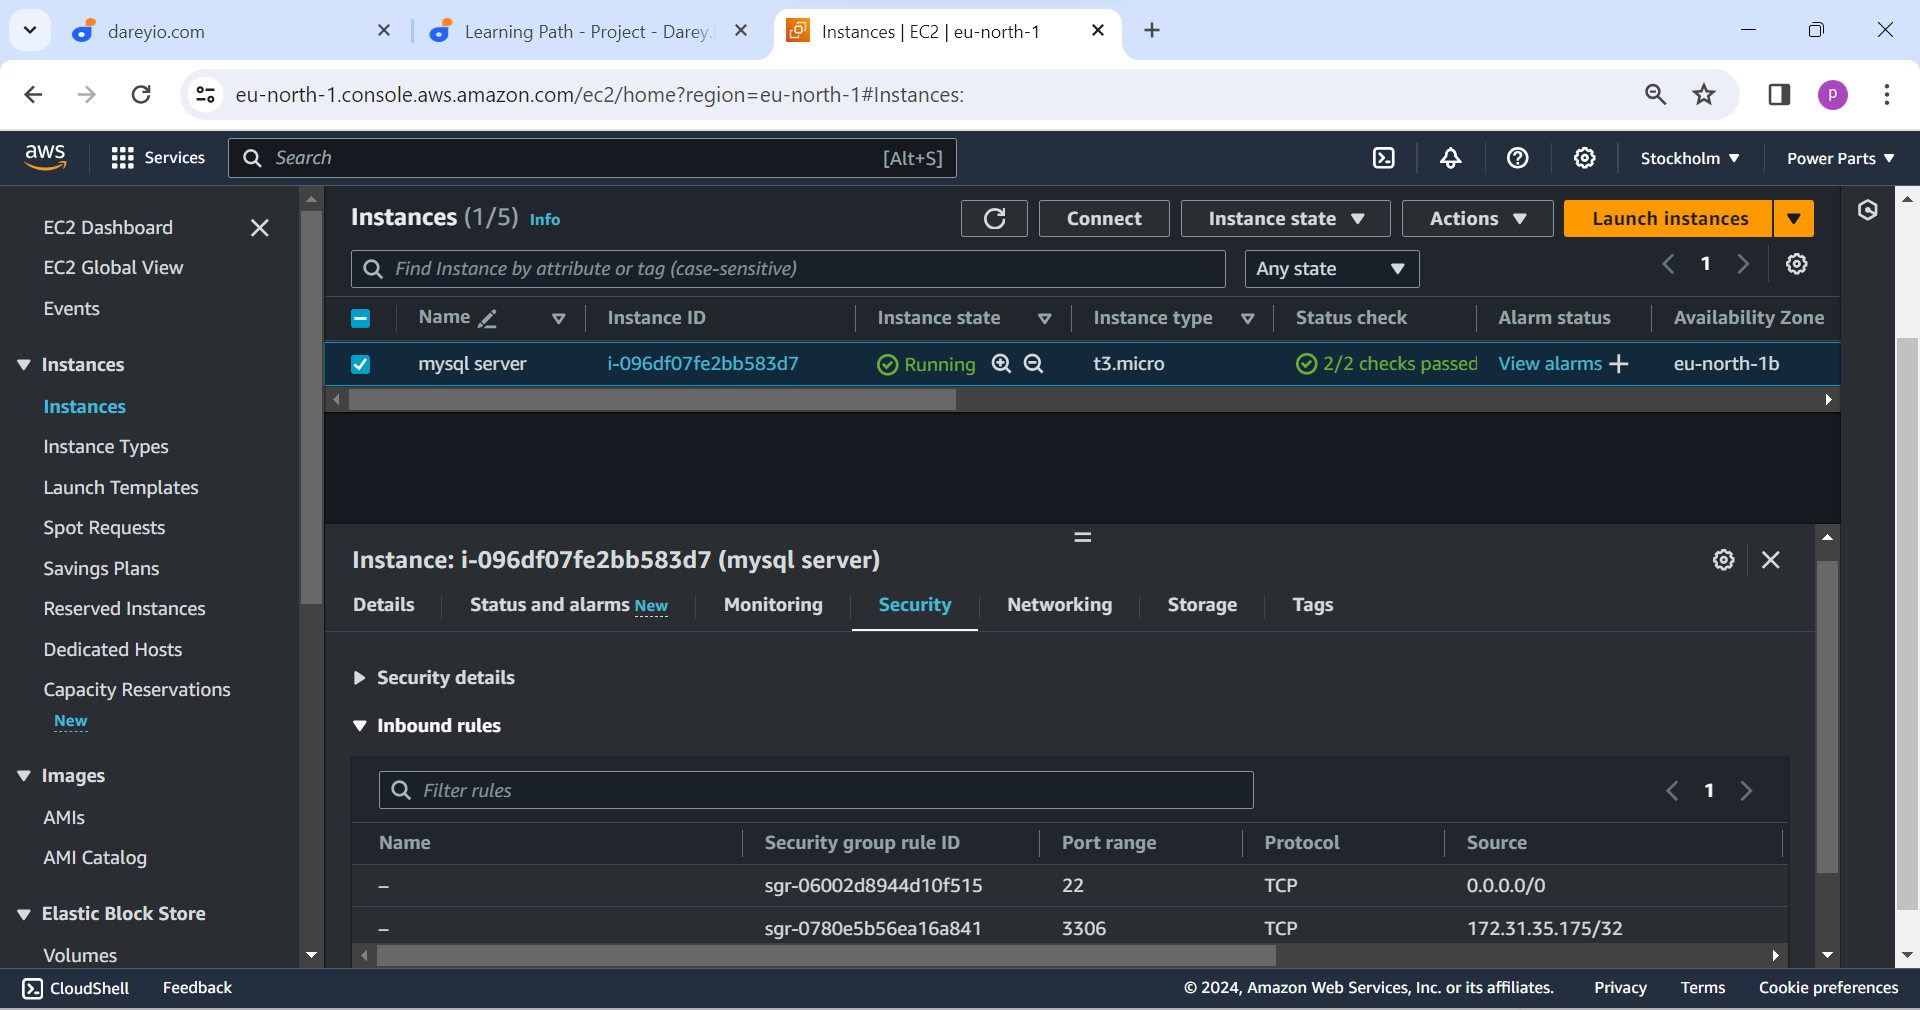 dareyio.com
Learning Path - Project - Darey.
Instances | EC2 | eu-north-1
eu-north-1.console.aws.amazon.com/ec2/home?region=eu-north-1#Instances:
P
aws
Services
Search
[Alt+S]
Stockholm
Power Parts
EC2 Dashboard
EC2 Global View
Events
Instances
Instances
Instance Types
Launch Templates
Spot Requests
Savings Plans
Reserved Instances
Dedicated Hosts
Capacity Reservations
New
Images
AMIs
AMI Catalog
Elastic Block Store
Volumes
Instances (1/5) Info
Connect
Instance state
Actions
Launch instances
Find Instance by attribute or tag (case-sensitive)
Any state
1
Name Instance ID Instance state Instance type Status check Alarm status Availability Zone
mysql server i-096df07fe2bb583d7 Running t3.micro 2/2 checks passed View alarms + eu-north-1b
Instance: i-096df07fe2bb583d7 (mysql server)
Details Status and alarms New Monitoring Security Networking Storage Tags
Security details
Inbound rules
Filter rules
1
Name Security group rule ID Port range Protocol Source
– sgr-06002d8944d10f515 22 TCP 0.0.0.0/0
– sgr-0780e5b56ea16a841 3306 TCP 172.31.35.175/32
CloudShell Feedback © 2024, Amazon Web Services, Inc. or its affiliates. Privacy Terms Cookie preferences